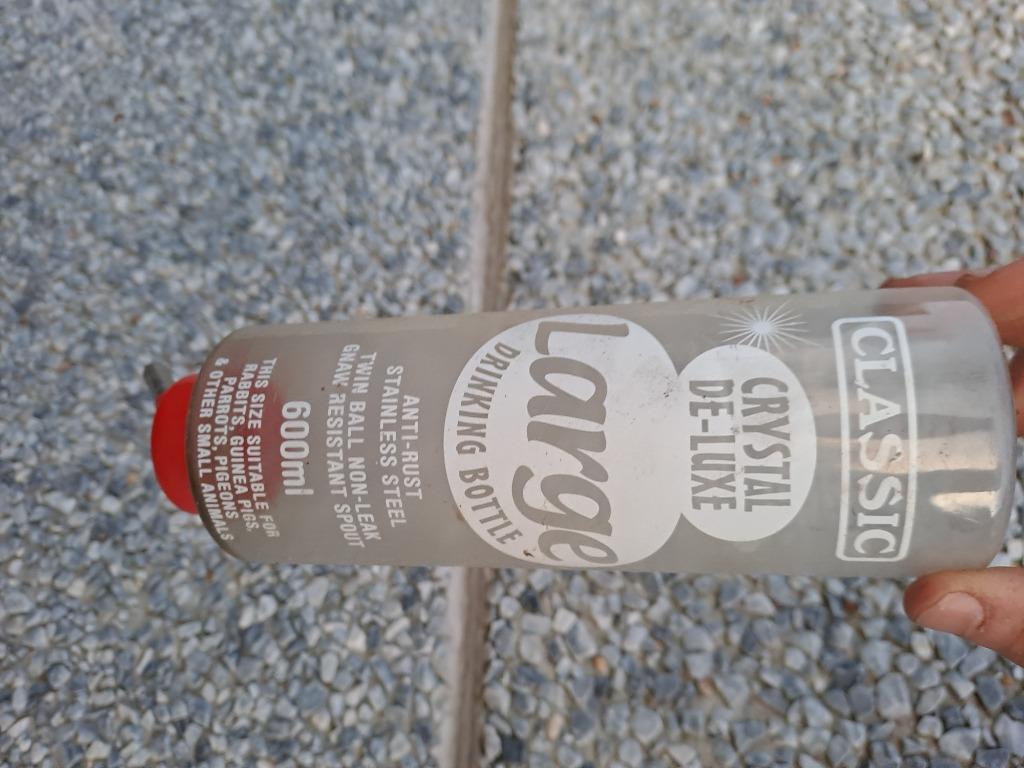 CLASSIC
CRYSTAL
DE-LUXE
Large
DRINKING BOTTLE
ANTI-RUST
STAINLESS STEEL
TWIN BALL NON-LEAK
GNAW RESISTANT SPOUT
600ml
THIS SIZE SUITABLE FOR
RABBITS, GUINEA PIGS,
PARROTS, PIGEONS
& OTHER SMALL ANIMALS